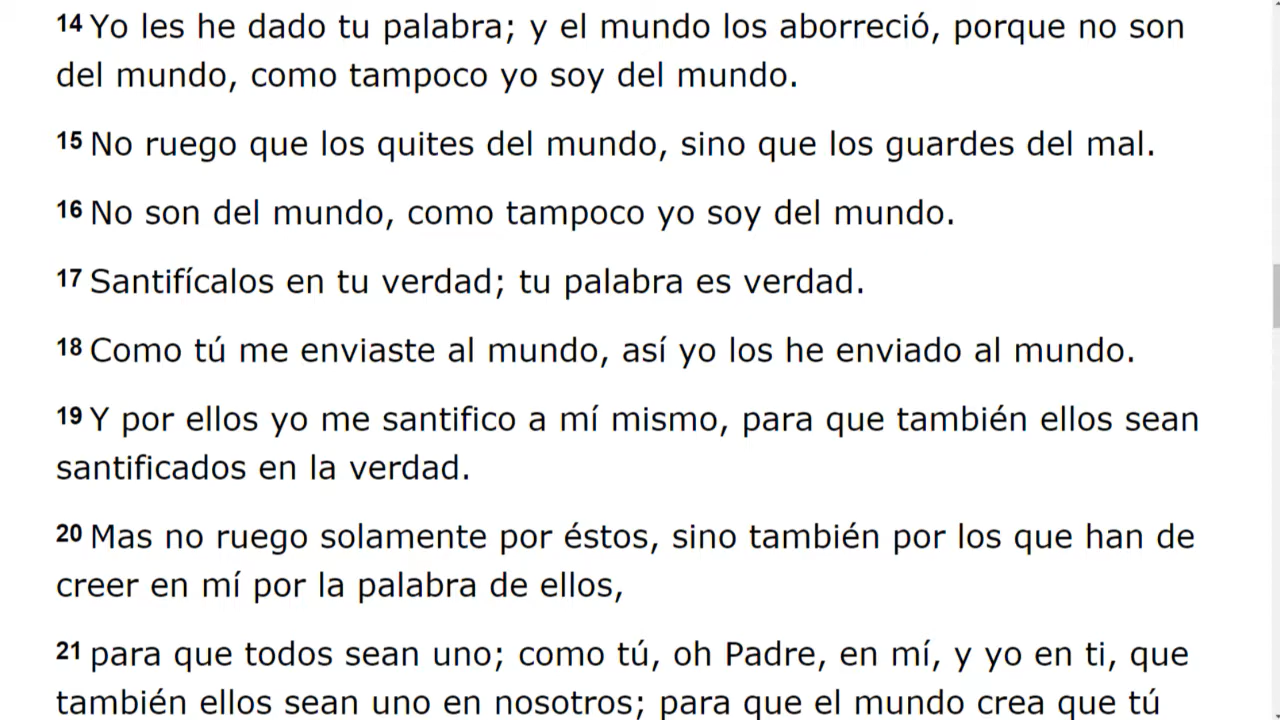 14 Yo les he dado tu palabra; y el mundo los aborreció, porque no son
del mundo, como tampoco yo soy del mundo.
15 No ruego que los quites del mundo, sino que los guardes del mal.
16 No son del mundo, como tampoco yo soy del mundo.
17 Santifícalos en tu verdad; tu palabra es verdad.
18 Como tú me enviaste al mundo, así yo los he enviado al mundo.
19 Y por ellos yo me santifico a mí mismo, para que también ellos sean
santificados en la verdad.
20 Mas no ruego solamente por éstos, sino también por los que han de
creer en mí por la palabra de ellos,
21 para que todos sean uno; como tú, oh Padre, en mí, y yo en ti, que
también ellos sean uno en nosotros; para que el mundo crea que tú